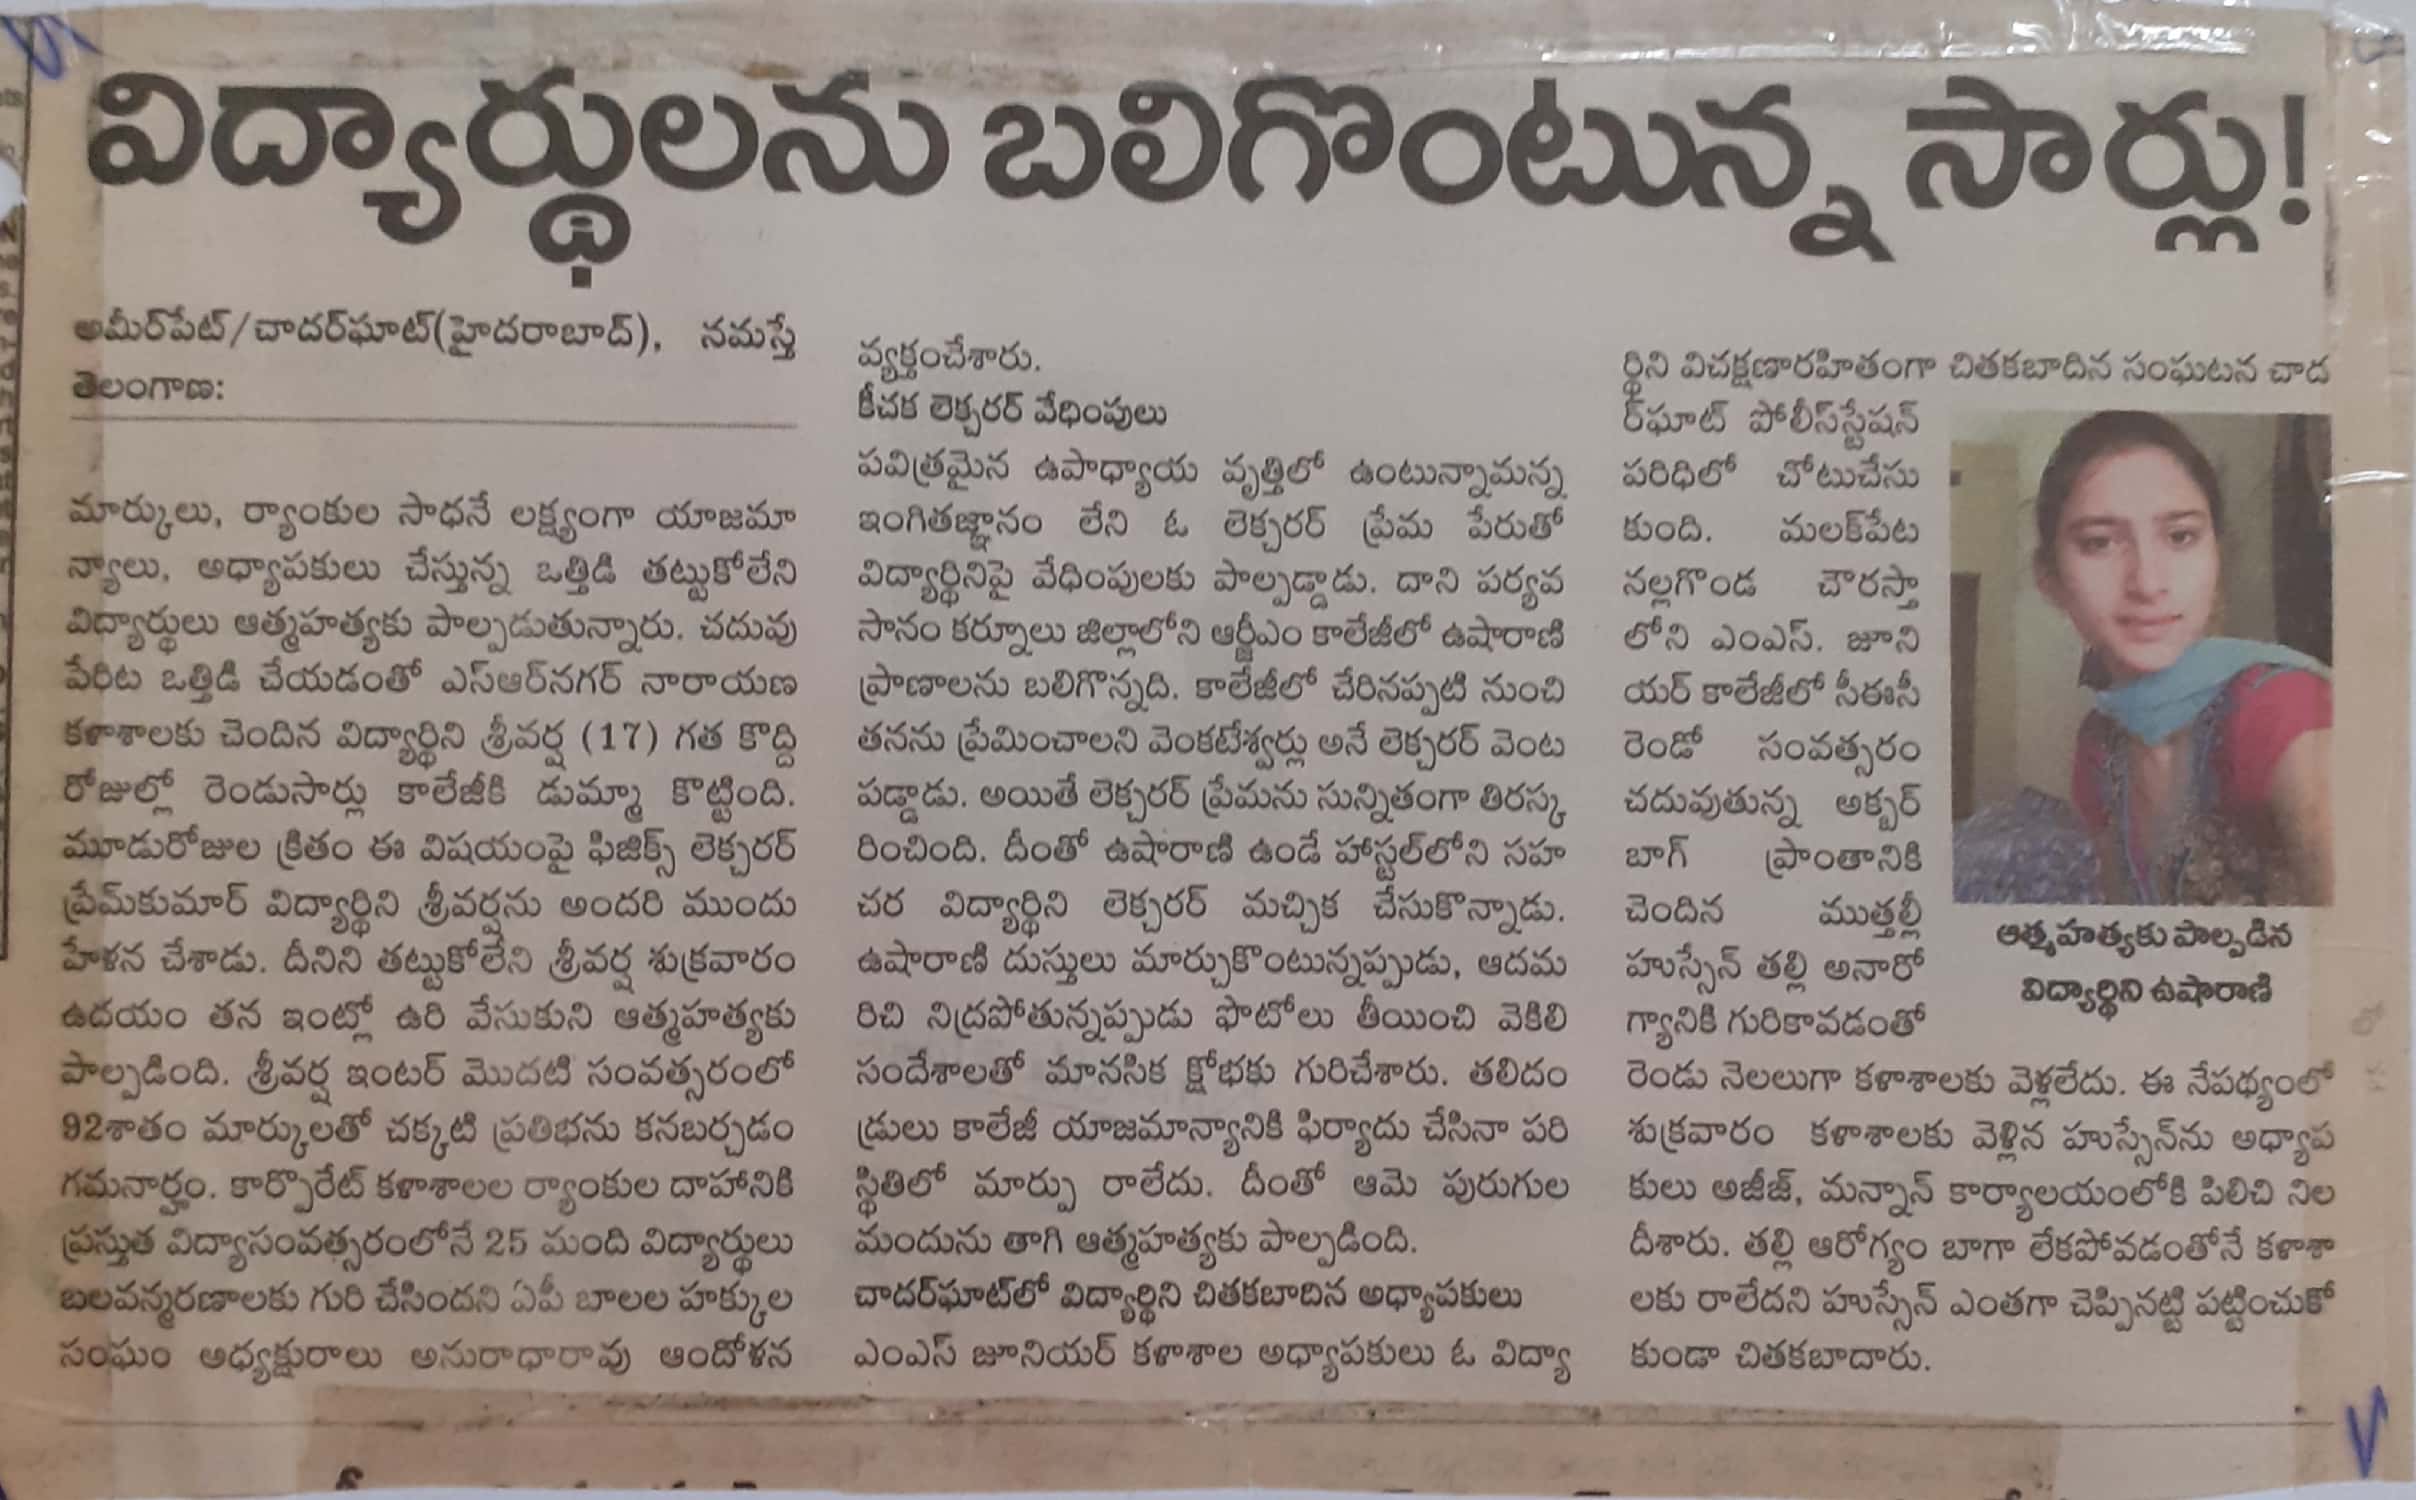 విద్యార్థులను బలిగొంటున్న సార్లు!
అమీర్‌పేట్/చాదర్‌ఘాట్(హైదరాబాద్), నమస్తే
తెలంగాణ:
మార్కులు, ర్యాంకుల సాధనే లక్ష్యంగా యాజమా
న్యాలు, అధ్యాపకులు చేస్తున్న ఒత్తిడి తట్టుకోలేని
విద్యార్థులు ఆత్మహత్యకు పాల్పడుతున్నారు. చదువు
పేరిట ఒత్తిడి చేయడంతో ఎస్ఆర్‌నగర్ నారాయణ
కళాశాలకు చెందిన విద్యార్థిని శ్రీవర్ష (17) గత కొద్ది
రోజుల్లో రెండుసార్లు కాలేజీకి డుమ్మా కొట్టింది.
మూడురోజుల క్రితం ఈ విషయంపై ఫిజిక్స్ లెక్చరర్
ప్రేమ్‌కుమార్ విద్యార్థిని శ్రీవర్షను అందరి ముందు
హేళన చేశాడు. దీనిని తట్టుకోలేని శ్రీవర్ష శుక్రవారం
ఉదయం తన ఇంట్లో ఉరి వేసుకుని ఆత్మహత్యకు
పాల్పడింది. శ్రీవర్ష ఇంటర్ మొదటి సంవత్సరంలో
92శాతం మార్కులతో చక్కటి ప్రతిభను కనబర్చడం
గమనార్హం. కార్పొరేట్ కళాశాలల ర్యాంకుల దాహానికి
ప్రస్తుత విద్యాసంవత్సరంలోనే 25 మంది విద్యార్థులు
బలవన్మరణాలకు గురి చేసిందని ఏపీ బాలల హక్కుల
సంఘం అధ్యక్షురాలు అనురాధారావు ఆందోళన
వ్యక్తంచేశారు.
కీచక లెక్చరర్ వేధింపులు
పవిత్రమైన ఉపాధ్యాయ వృత్తిలో ఉంటున్నామన్న
ఇంగితజ్ఞానం లేని ఓ లెక్చరర్ ప్రేమ పేరుతో
విద్యార్థినిపై వేధింపులకు పాల్పడ్డాడు. దాని పర్యవ
సానం కర్నూలు జిల్లాలోని ఆర్జీఎం కాలేజీలో ఉషారాణి
ప్రాణాలను బలిగొన్నది. కాలేజీలో చేరినప్పటి నుంచి
తనను ప్రేమించాలని వెంకటేశ్వర్లు అనే లెక్చరర్ వెంట
పడ్డాడు. అయితే లెక్చరర్ ప్రేమను సున్నితంగా తిరస్క
రించింది. దీంతో ఉషారాణి ఉండే హాస్టల్‌లోని సహ
చర విద్యార్థిని లెక్చరర్ మచ్చిక చేసుకొన్నాడు.
ఉషారాణి దుస్తులు మార్చుకొంటున్నప్పుడు, ఆదమ
రిచి నిద్రపోతున్నప్పుడు ఫొటోలు తీయించి వెకిలి
సందేశాలతో మానసిక క్షోభకు గురిచేశారు. తలిదం
డ్రులు కాలేజీ యాజమాన్యానికి ఫిర్యాదు చేసినా పరి
స్థితిలో మార్పు రాలేదు. దీంతో ఆమె పురుగుల
మందును తాగి ఆత్మహత్యకు పాల్పడింది.
చాదర్‌ఘాట్‌లో విద్యార్థిని చితకబాదిన అధ్యాపకులు
ఎంఎస్ జూనియర్ కళాశాల అధ్యాపకులు ఓ విద్యా
ర్థిని విచక్షణారహితంగా చితకబాదిన సంఘటన చాద
ర్‌ఘాట్ పోలీస్‌స్టేషన్
పరిధిలో చోటుచేసు
కుంది. మలక్‌పేట
నల్లగొండ చౌరస్తా
లోని ఎంఎస్. జూని
యర్ కాలేజీలో సీఈసీ
రెండో సంవత్సరం
చదువుతున్న అక్బర్
బాగ్ ప్రాంతానికి
చెందిన ముత్తల్లీ
హుస్సేన్ తల్లి అనారో
గ్యానికి గురికావడంతో
ఆత్మహత్యకు పాల్పడిన
విద్యార్థిని ఉషారాణి
రెండు నెలలుగా కళాశాలకు వెళ్లలేదు. ఈ నేపథ్యంలో
శుక్రవారం కళాశాలకు వెళ్లిన హుస్సేన్‌ను అధ్యాప
కులు అజీజ్, మన్నాన్ కార్యాలయంలోకి పిలిచి నిల
దీశారు. తల్లి ఆరోగ్యం బాగా లేకపోవడంతోనే కళాశా
లకు రాలేదని హుస్సేన్ ఎంతగా చెప్పినట్టి పట్టించుకో
కుండా చితకబాదారు.